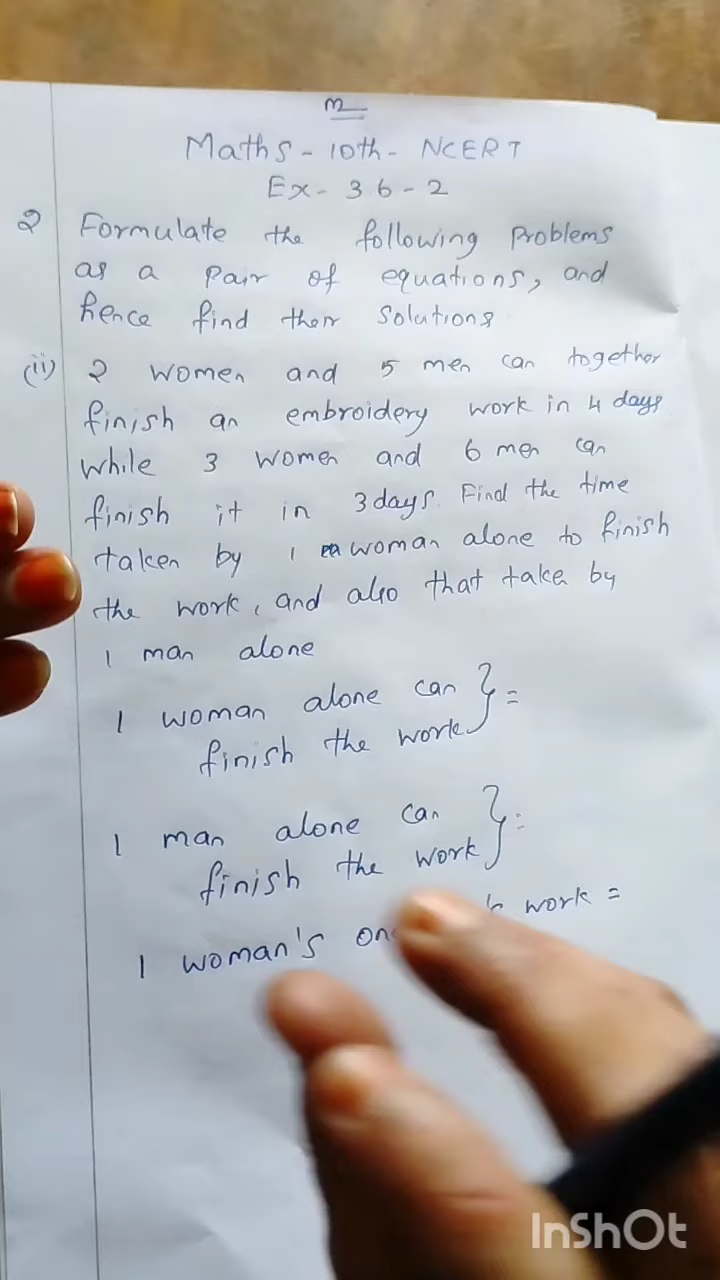 m
Maths - 10th - NCERT
Ex - 3 6 - 2
2 Formulate the following problems
as a pair of equations, and
hence find their solutions
(ii) 2 women and 5 men can together
finish an embroidery work in 4 days
while 3 women and 6 men can
finish it in 3 days. Find the time
taken by 1 woman alone to finish
the work, and also that take by
1 man alone
1 woman alone can } =
finish the work
1 man alone can } =
finish the work
1 woman's work =
InShOt